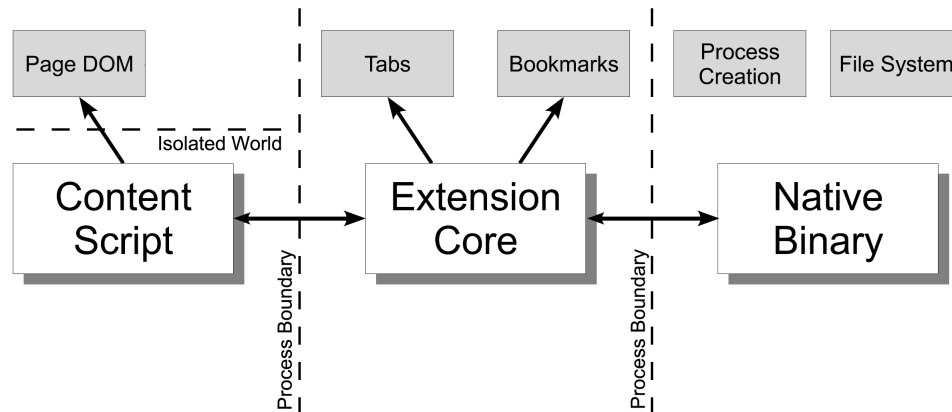 Page DOM
Tabs
Bookmarks
Process
Creation
File System
Isolated World
Content
Script
Extension
Core
Native
Binary
Process Boundary
Process Boundary